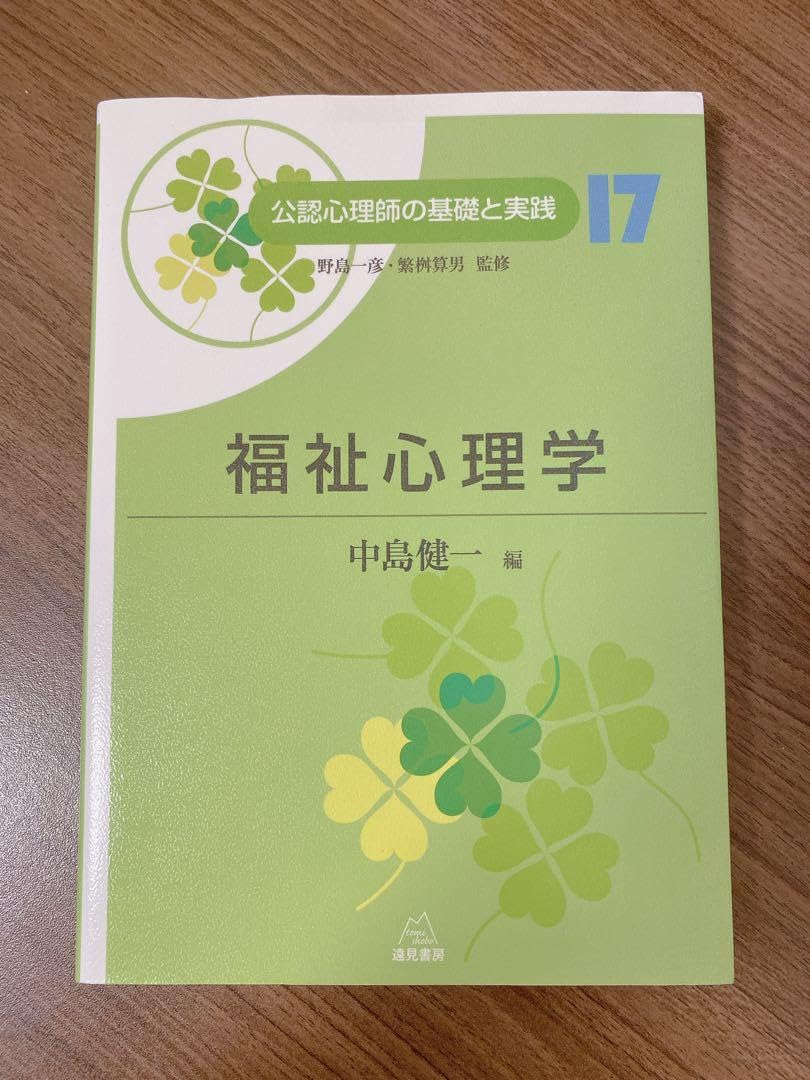 公認心理師の基礎と実践 17
野島一彦・繁桝算男 監修
福祉心理学
中島健一 編
tomi
shobo
遠見書房